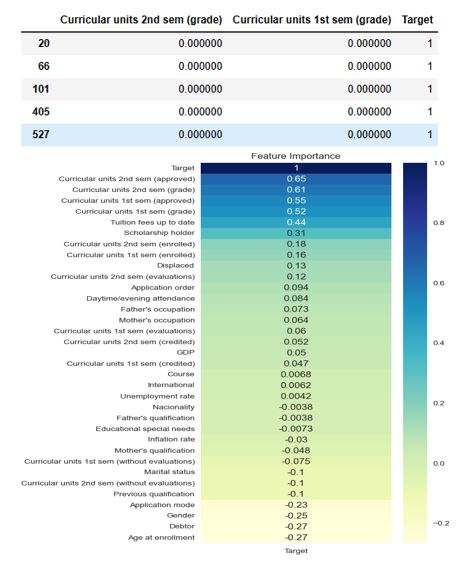 Curricular units 2nd sem (grade) Curricular units 1st sem (grade) Target
20 0.000000 0.000000 1
66 0.000000 0.000000 1
101 0.000000 0.000000 1
405 0.000000 0.000000 1
527 0.000000 0.000000 1
Feature Importance
Target 1
Curricular units 2nd sem (approved) 0.65
Curricular units 2nd sem (grade) 0.61
Curricular units 1st sem (approved) 0.55
Curricular units 1st sem (grade) 0.52
Tuition fees up to date 0.44
Scholarship holder 0.31
Curricular units 2nd sem (enrolled) 0.18
Curricular units 1st sem (enrolled) 0.16
Displaced 0.13
Curricular units 2nd sem (evaluations) 0.12
Application order 0.094
Daytime/evening attendance 0.084
Father's occupation 0.073
Mother's occupation 0.064
Curricular units 1st sem (evaluations) 0.06
Curricular units 2nd sem (credited) 0.052
GDP 0.05
Curricular units 1st sem (credited) 0.047
Course 0.0068
International 0.0062
Unemployment rate 0.0042
Nacionality -0.0038
Father's qualification -0.0038
Educational special needs -0.0073
Inflation rate -0.03
Mother's qualification -0.048
Curricular units 1st sem (without evaluations) -0.075
Marital status -0.1
Curricular units 2nd sem (without evaluations) -0.1
Previous qualification -0.1
Application mode -0.23
Gender -0.25
Debtor -0.27
Age at enrollment -0.27
Target
1.0
0.8
0.6
0.4
0.2
0.0
-0.2